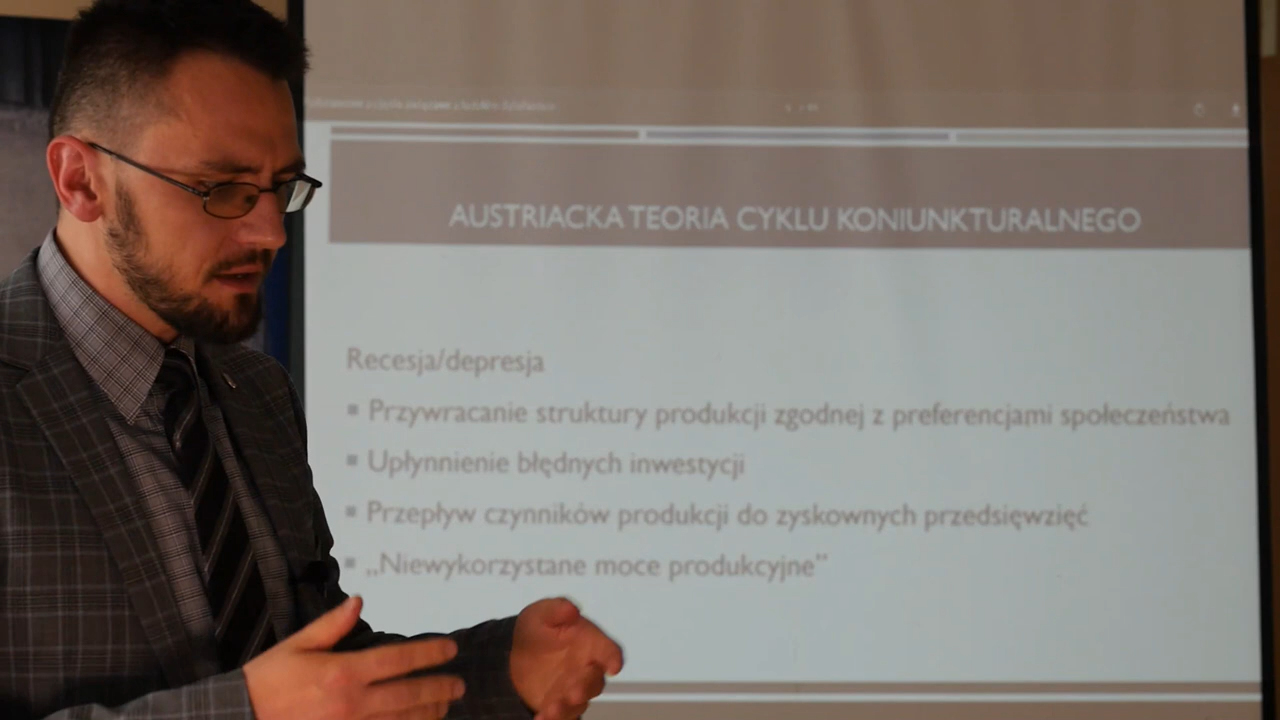 AUSTRIACKA TEORIA CYKLU KONIUNKTURALNEGO
Recesja/depresja
▪ Przywracanie struktury produkcji zgodnej z preferencjami społeczeństwa
▪ Upłynnienie błędnych inwestycji
▪ Przepływ czynników produkcji do zyskownych przedsięwzięć
▪ „Niewykorzystane moce produkcyjne”